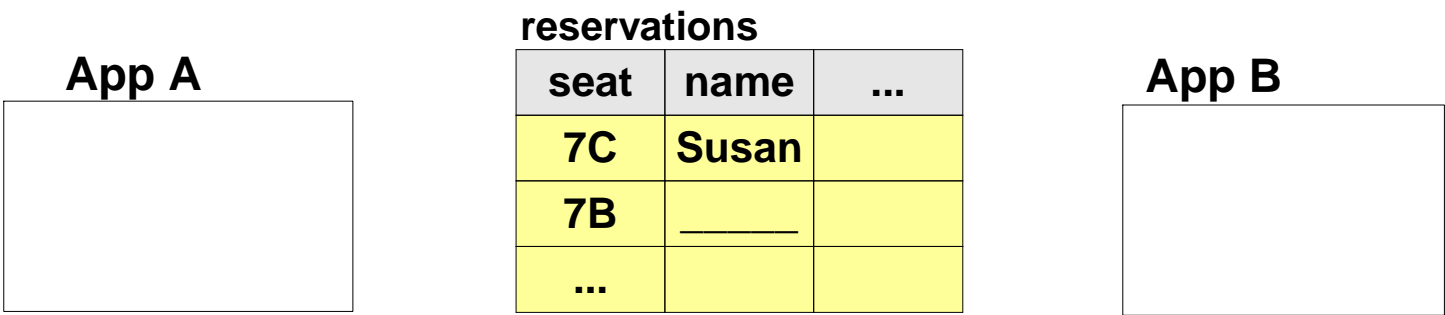 reservations
App A
App B
seat name ...
7C Susan
7B _____
...